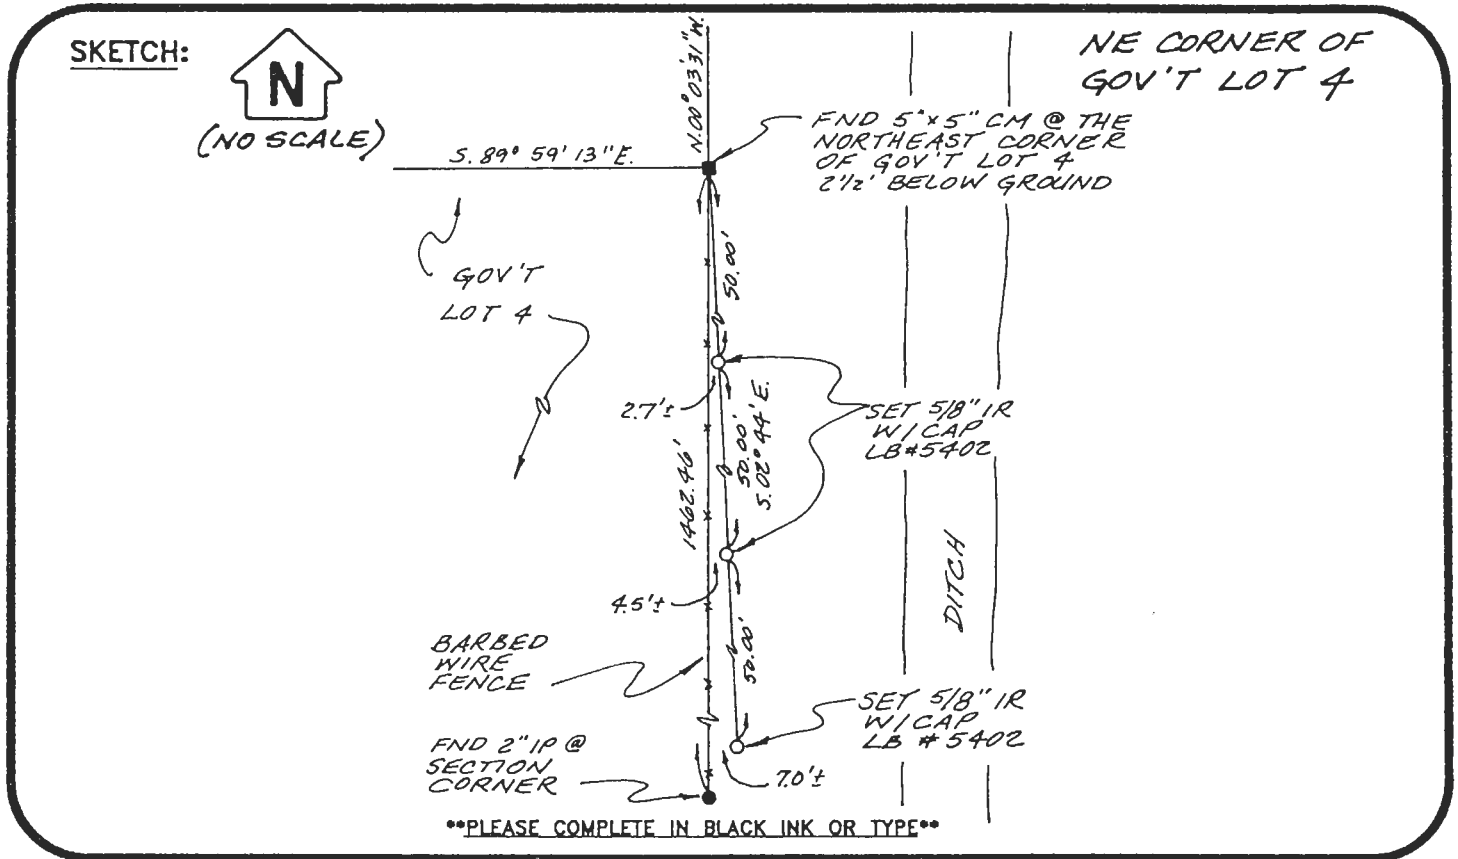 SKETCH:
N
(NO SCALE)
NE CORNER OF
GOV'T LOT 4
N.00°03'31"W.
S. 89° 59' 13"E.
FND 5"x5" CM @ THE
NORTHEAST CORNER
OF GOV'T LOT 4
2 1/2' BELOW GROUND
GOV'T
LOT 4
50.00'
2.7'±
50.00'
S.02° 44' E.
SET 5/8" IR
W/CAP
LB#5402
1462.46'
4.5'±
DITCH
BARBED
WIRE
FENCE
50.00'
SET 5/8" IR
W/CAP
LB #5402
FND 2" IP @
SECTION
CORNER
7.0'±
**PLEASE COMPLETE IN BLACK INK OR TYPE**